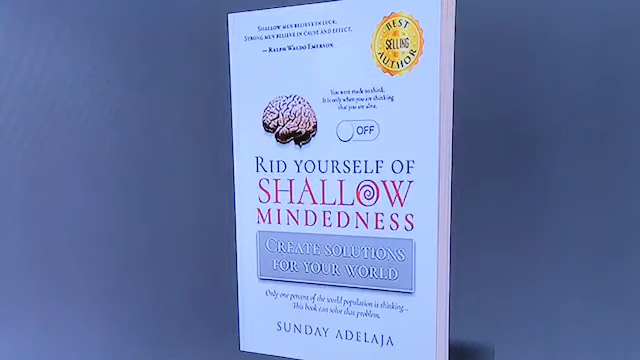 SHALLOW MEN BELIEVE IN LUCK.
STRONG MEN BELIEVE IN CAUSE AND EFFECT.
— RALPH WALDO EMERSON
BEST
SELLING
AUTHOR
You were made to think.
It is only when you are thinking
that you are alive.
OFF
RID YOURSELF OF
SHALLOW
MINDEDNESS
CREATE SOLUTIONS
FOR YOUR WORLD
Only one percent of the world population is thinking...
This book can solve that problem.
SUNDAY ADELAJA